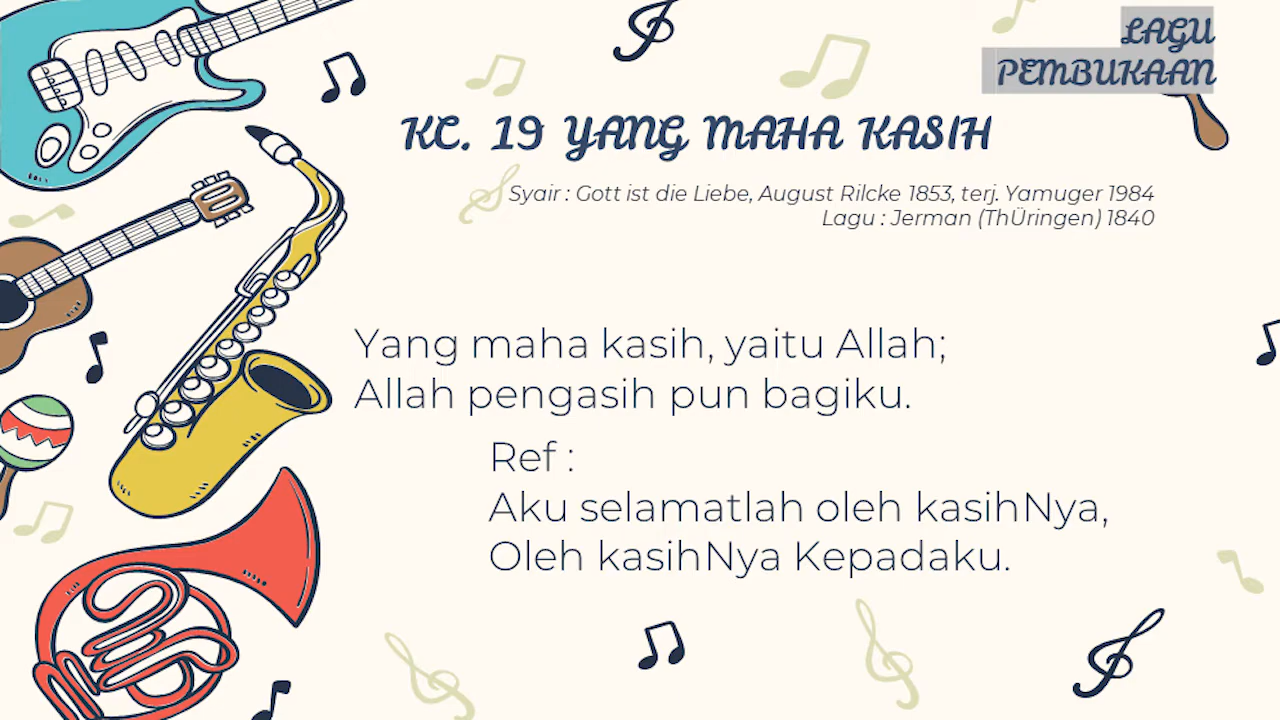 LAGU
PEMBUKAAN
KC. 19 YANG MAHA KASIH
Syair : Gott ist die Liebe, August Rilcke 1853, terj. Yamuger 1984
Lagu : Jerman (ThÜringen) 1840
Yang maha kasih, yaitu Allah;
Allah pengasih pun bagiku.
Ref :
Aku selamatlah oleh kasihNya,
Oleh kasihNya Kepadaku.